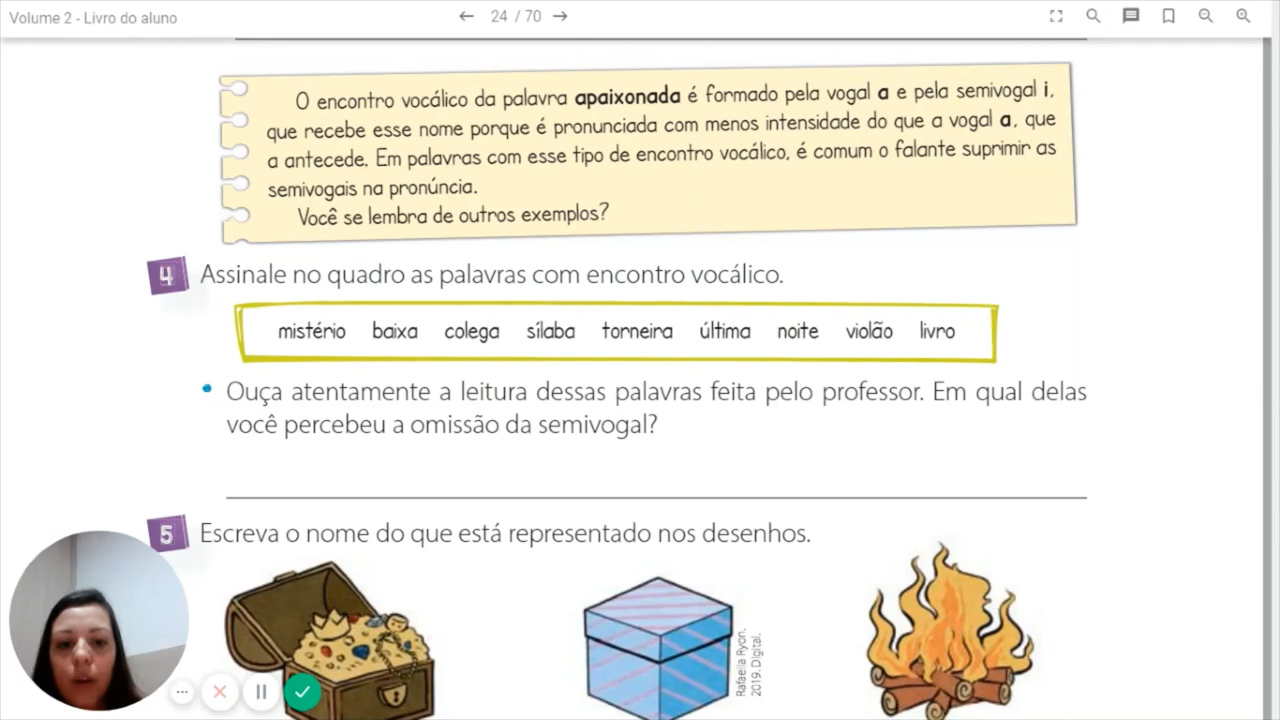 Volume 2 - Livro do aluno
← 24 / 70 →
O encontro vocálico da palavra apaixonada é formado pela vogal a e pela semivogal i,
que recebe esse nome porque é pronunciada com menos intensidade do que a vogal a, que
a antecede. Em palavras com esse tipo de encontro vocálico, é comum o falante suprimir as
semivogais na pronúncia.
Você se lembra de outros exemplos?
4 Assinale no quadro as palavras com encontro vocálico.
mistério baixa colega sílaba torneira última noite violão livro
• Ouça atentamente a leitura dessas palavras feita pelo professor. Em qual delas
você percebeu a omissão da semivogal?
5 Escreva o nome do que está representado nos desenhos.
Rafaella Ryon.
2019. Digital.